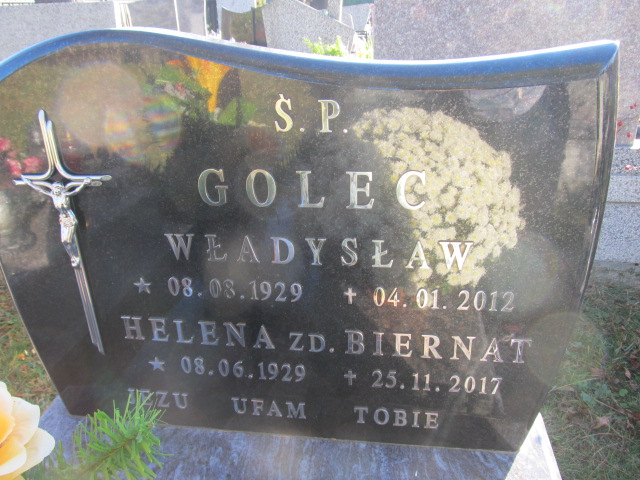 Ś. P.
GOLEC
WŁADYSŁAW
★ 08.08.1929 ✝ 04.01.2012
HELENA ZD. BIERNAT
★ 08.06.1929 ✝ 25.11.2017
JEZU UFAM TOBIE